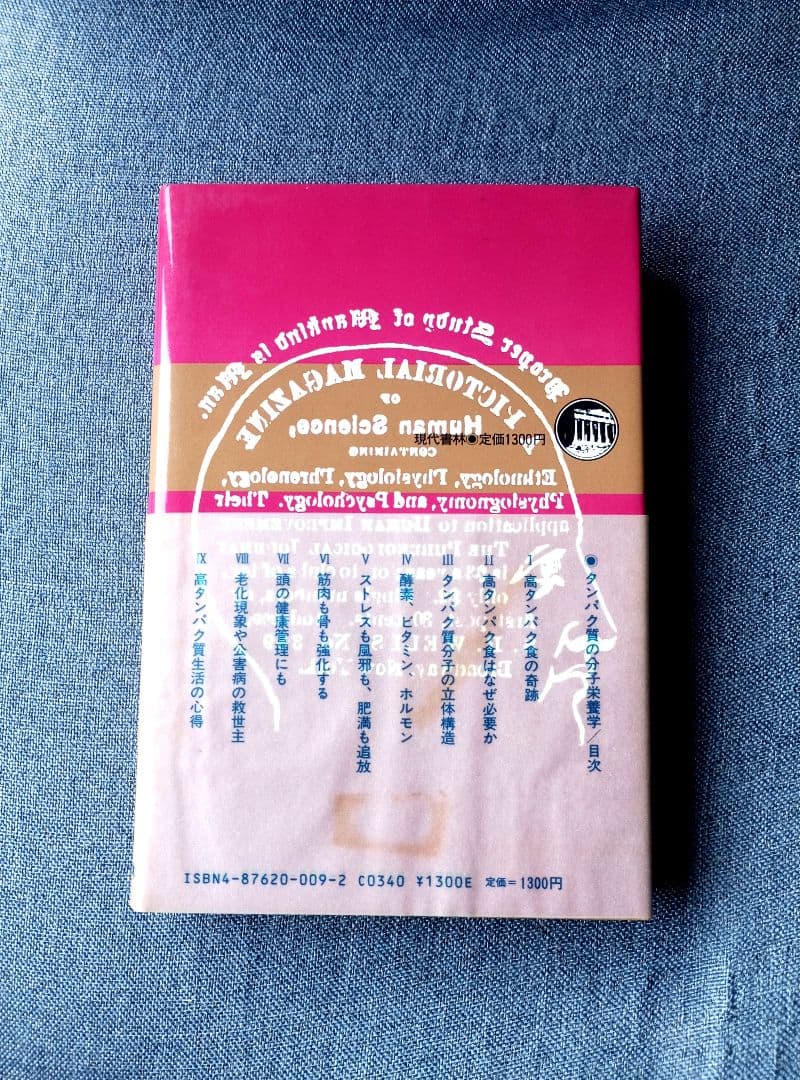 Proper Study of Mankind is Man.
PICTORIAL MAGAZINE
OF
Human Science,
CONTAINING
Ethnology, Physiology, Phrenology,
Physiognomy, and Psychology. Their
application to HUMAN
THE PHRENOLOGICAL
WELLS
Broadway, New
現代書林◉定価1300円
◉タンパク質の分子栄養学／目次
Ⅰ 高タンパク食の奇跡
Ⅱ 高タンパク食はなぜ必要か
Ⅲ タンパク質分子の立体構造
Ⅳ 酵素、ビタミン、ホルモン
Ⅴ ストレスも風邪も、肥満も追放
Ⅵ 筋肉も骨も強化する
Ⅶ 頭の健康管理にも
Ⅷ 老化現象や公害病の救世主
Ⅸ 高タンパク質生活の心得
ISBN4-87620-009-2 C0340 ¥1300E 定価=1300円